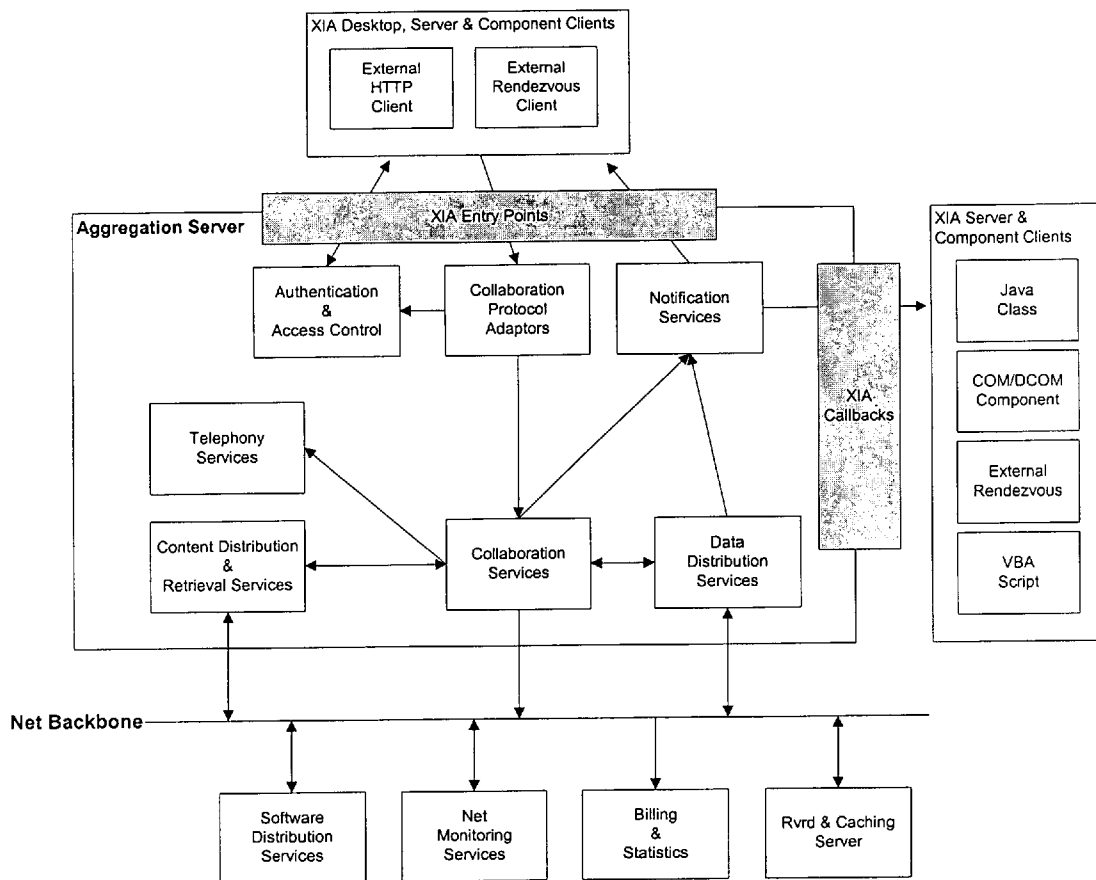 XIA Desktop, Server & Component Clients
External
HTTP
Client
External
Rendezvous
Client
XIA Entry Points
Aggregation Server
XIA Server &
Component Clients
Authentication
&
Access Control
Collaboration
Protocol
Adaptors
Notification
Services
Java
Class
XIA
Callbacks
COM/DCOM
Component
Telephony
Services
External
Rendezvous
Content Distribution
&
Retrieval Services
Collaboration
Services
Data
Distribution
Services
VBA
Script
Net Backbone
Software
Distribution
Services
Net
Monitoring
Services
Billing
&
Statistics
Rvrd & Caching
Server